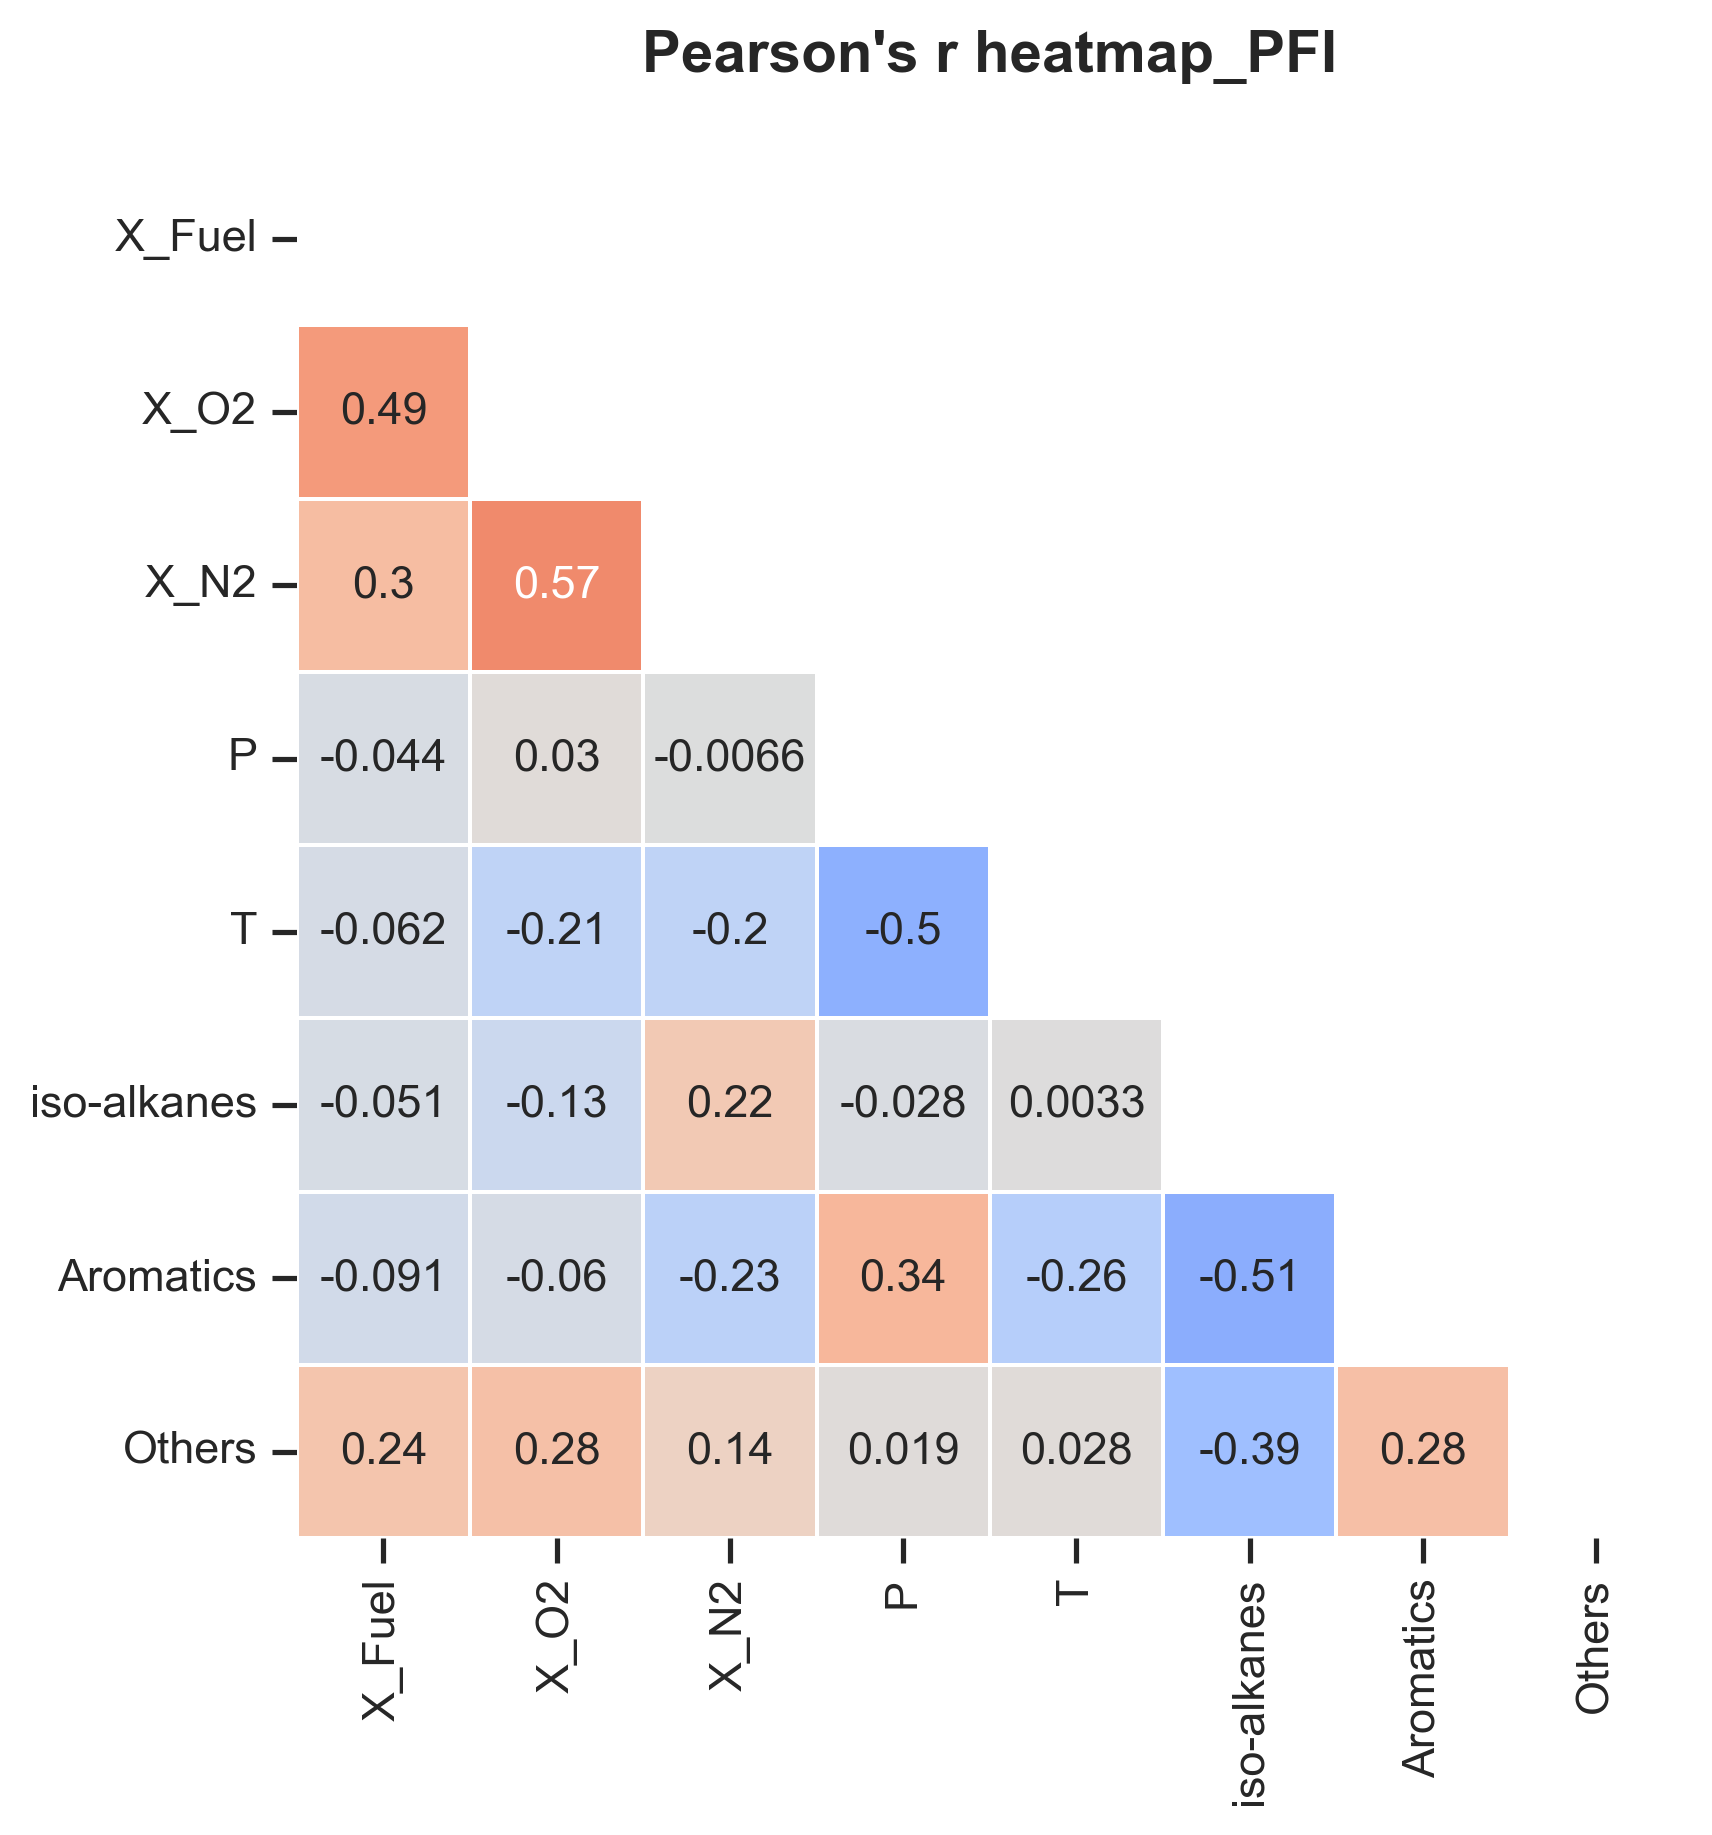 Pearson's r heatmap_PFI
X_Fuel
X_O2 0.49
X_N2 0.3 0.57
P -0.044 0.03 -0.0066
T -0.062 -0.21 -0.2 -0.5
iso-alkanes -0.051 -0.13 0.22 -0.028 0.0033
Aromatics -0.091 -0.06 -0.23 0.34 -0.26 -0.51
Others 0.24 0.28 0.14 0.019 0.028 -0.39 0.28
X_Fuel X_O2 X_N2 P T iso-alkanes Aromatics Others